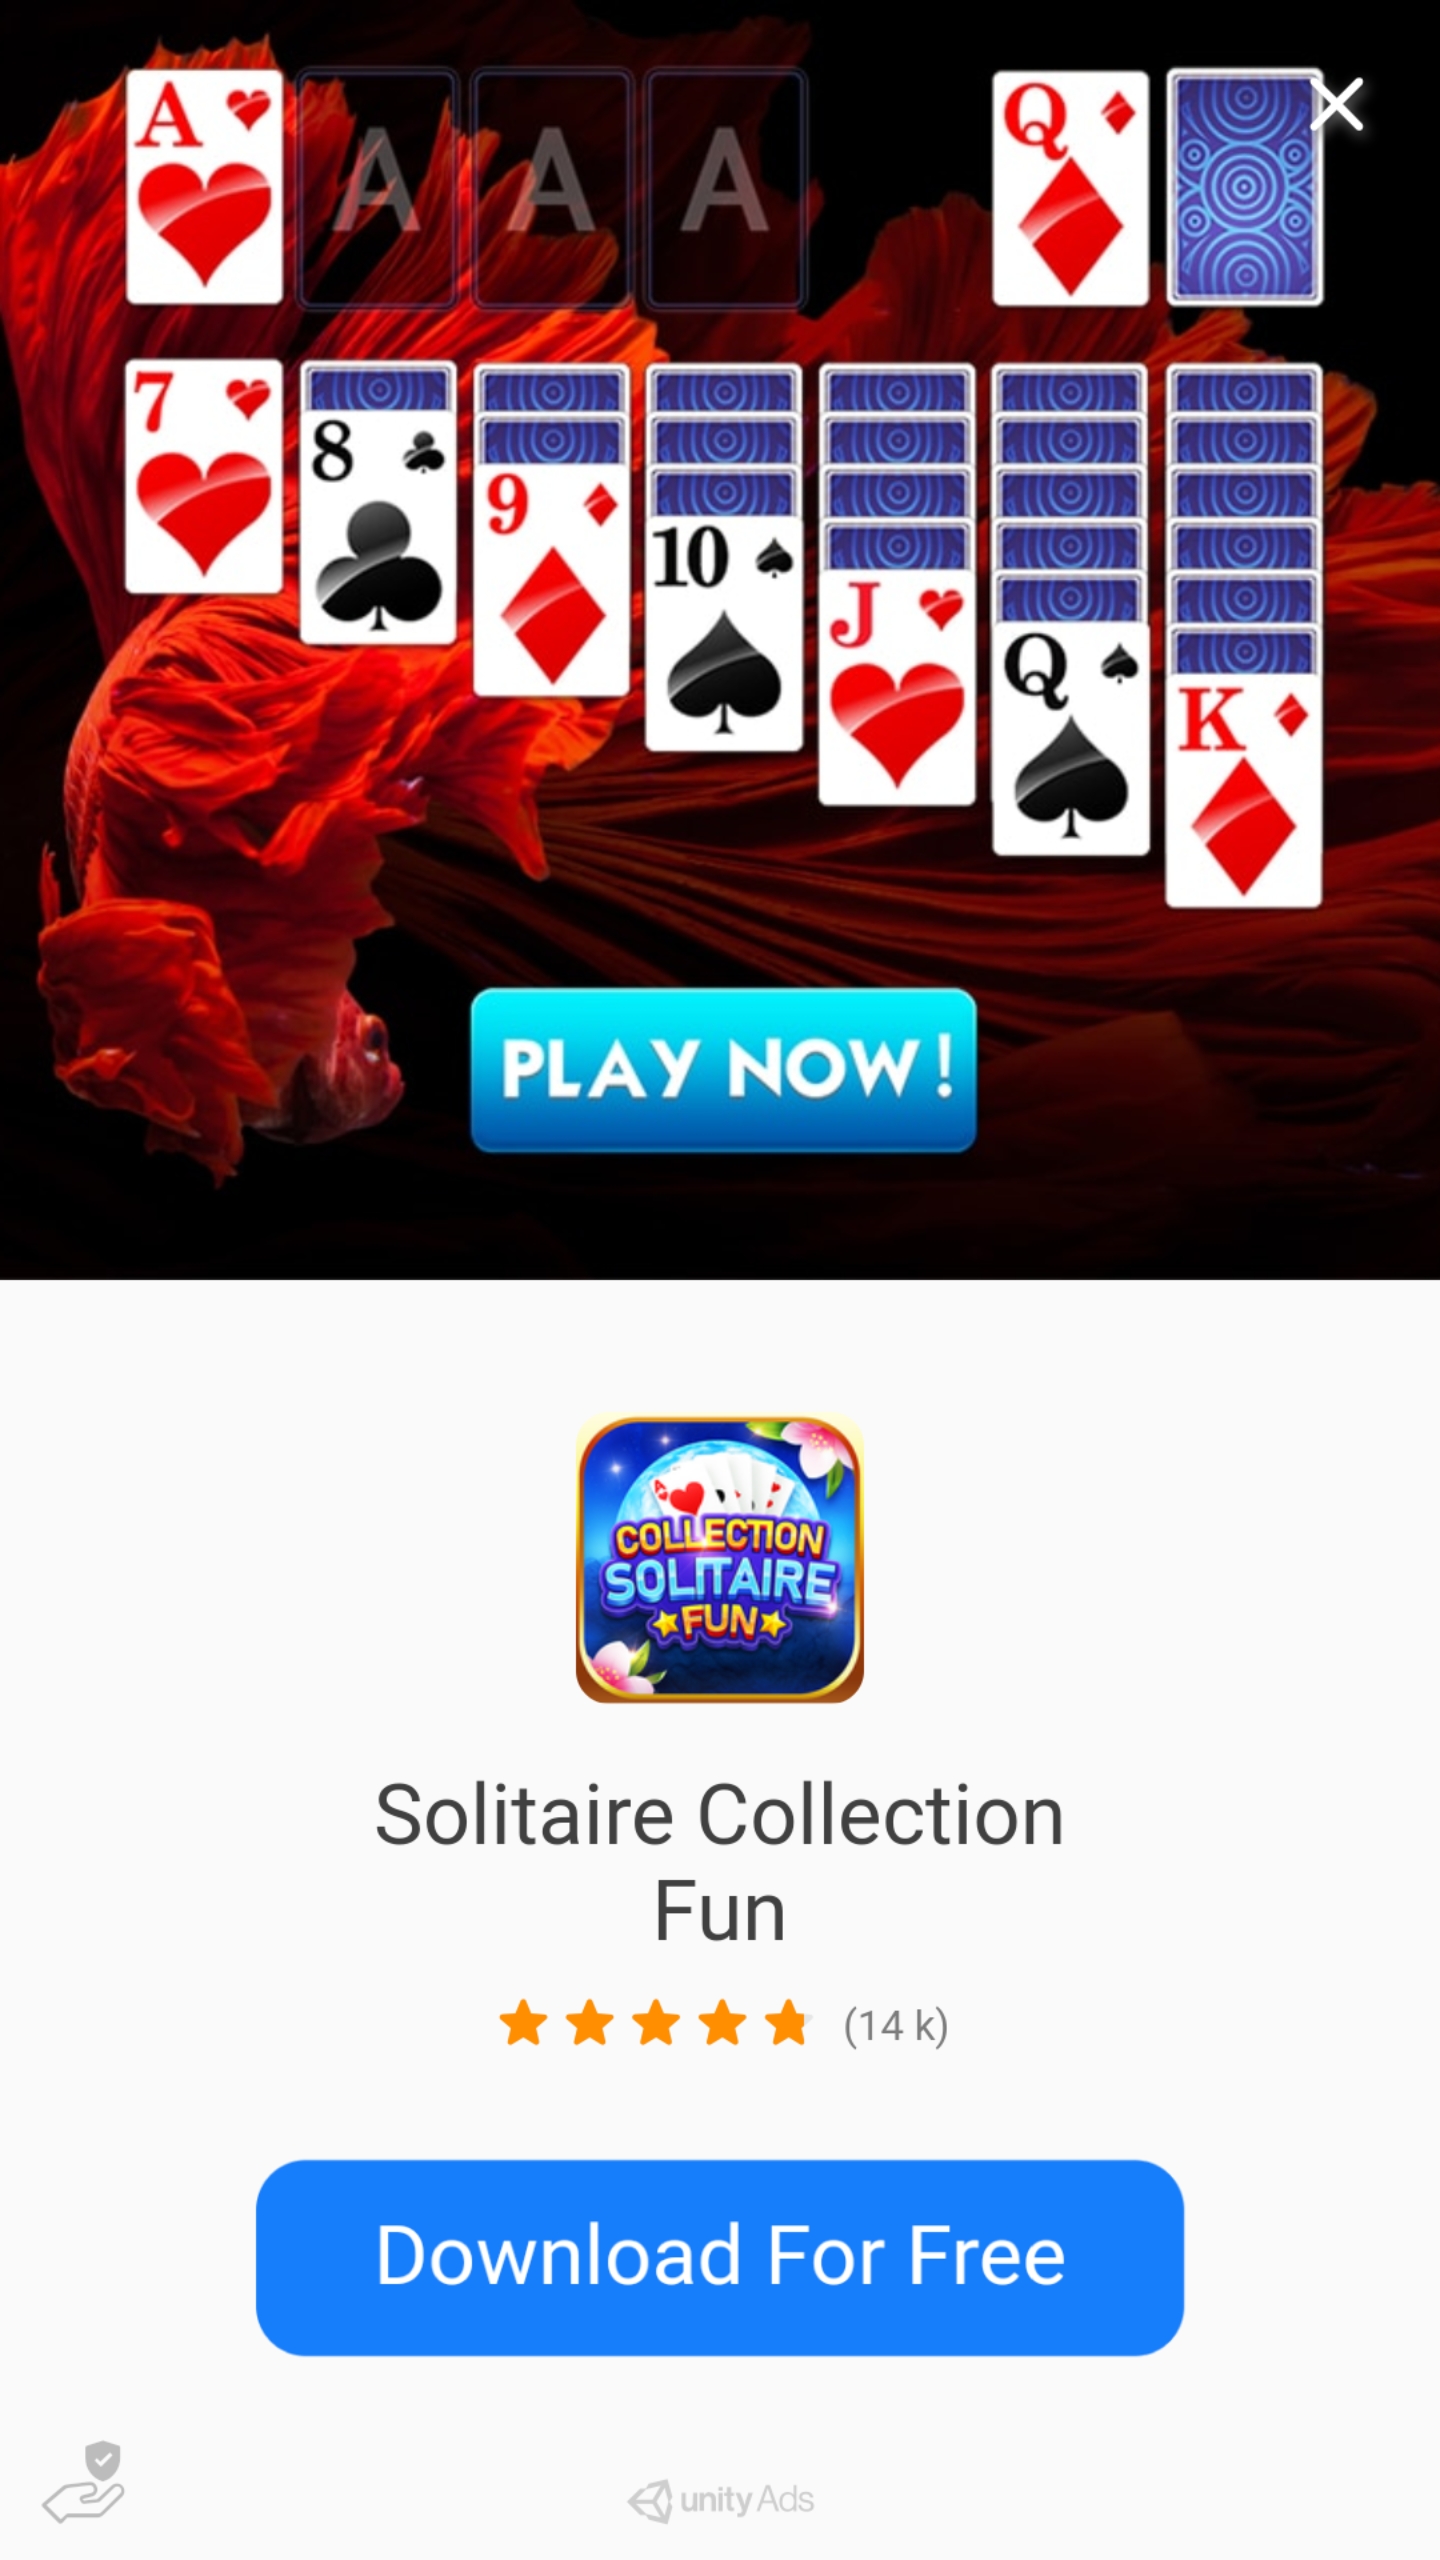 A A A A Q
7 8 9 10 J Q K
PLAY NOW!
COLLECTION
SOLITAIRE
FUN
Solitaire Collection
Fun
(14 k)
Download For Free
unity Ads